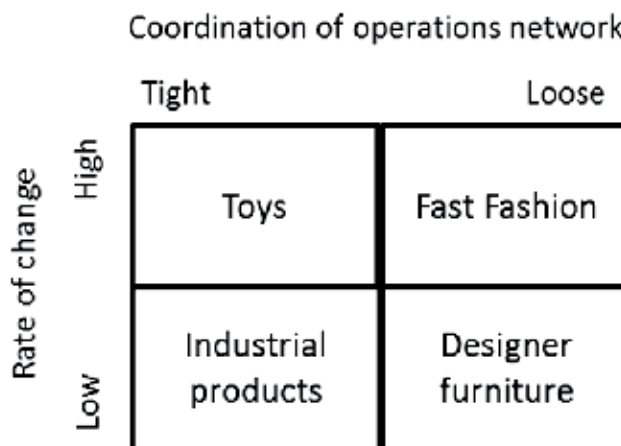 Coordination of operations network
Tight Loose
Rate of change
High
Toys
Fast Fashion
Low
Industrial
products
Designer
furniture